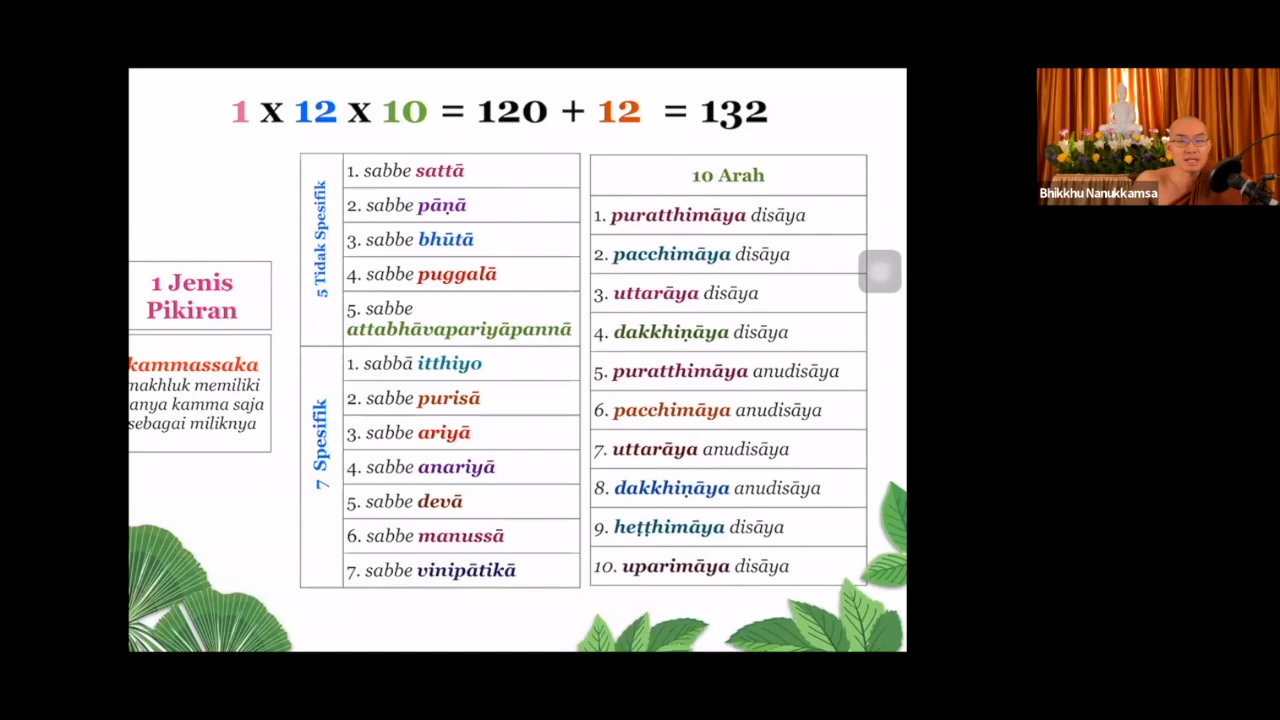 1 x 12 x 10 = 120 + 12 = 132
1 Jenis
Pikiran
kammassaka
makhluk memiliki
anya kamma saja
sebagai miliknya
5 Tidak Spesifik
1. sabbe sattā
2. sabbe pāṇā
3. sabbe bhūtā
4. sabbe puggalā
5. sabbe
attabhāvapariyāpannā
7 Spesifik
1. sabbā itthiyo
2. sabbe purisā
3. sabbe ariyā
4. sabbe anariyā
5. sabbe devā
6. sabbe manussā
7. sabbe vinipātikā
10 Arah
1. puratthimāya disāya
2. pacchimāya disāya
3. uttarāya disāya
4. dakkhiṇāya disāya
5. puratthimāya anudisāya
6. pacchimāya anudisāya
7. uttarāya anudisāya
8. dakkhiṇāya anudisāya
9. heṭṭhimāya disāya
10. uparimāya disāya
Bhikkhu Nanukkamsa